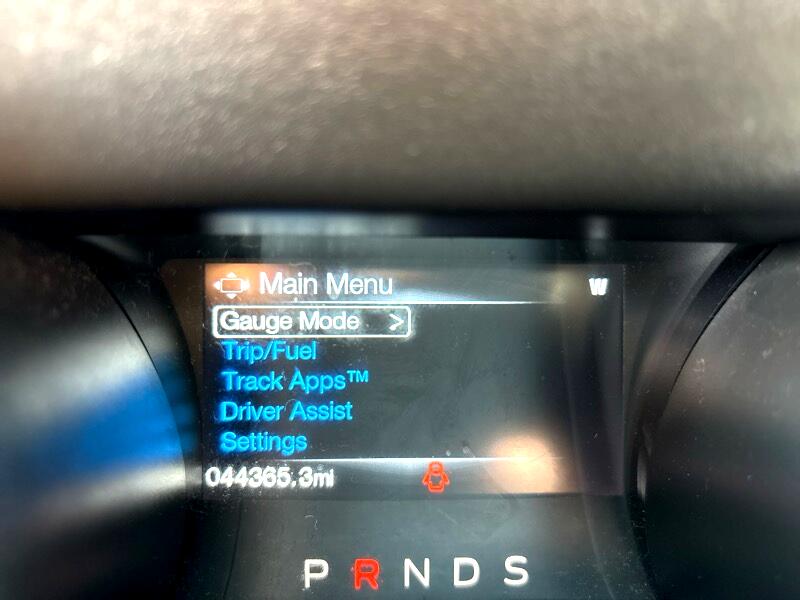 Main Menu W
Gauge Mode >
Trip/Fuel
Track Apps™
Driver Assist
Settings
044365.3mi
P R N D S